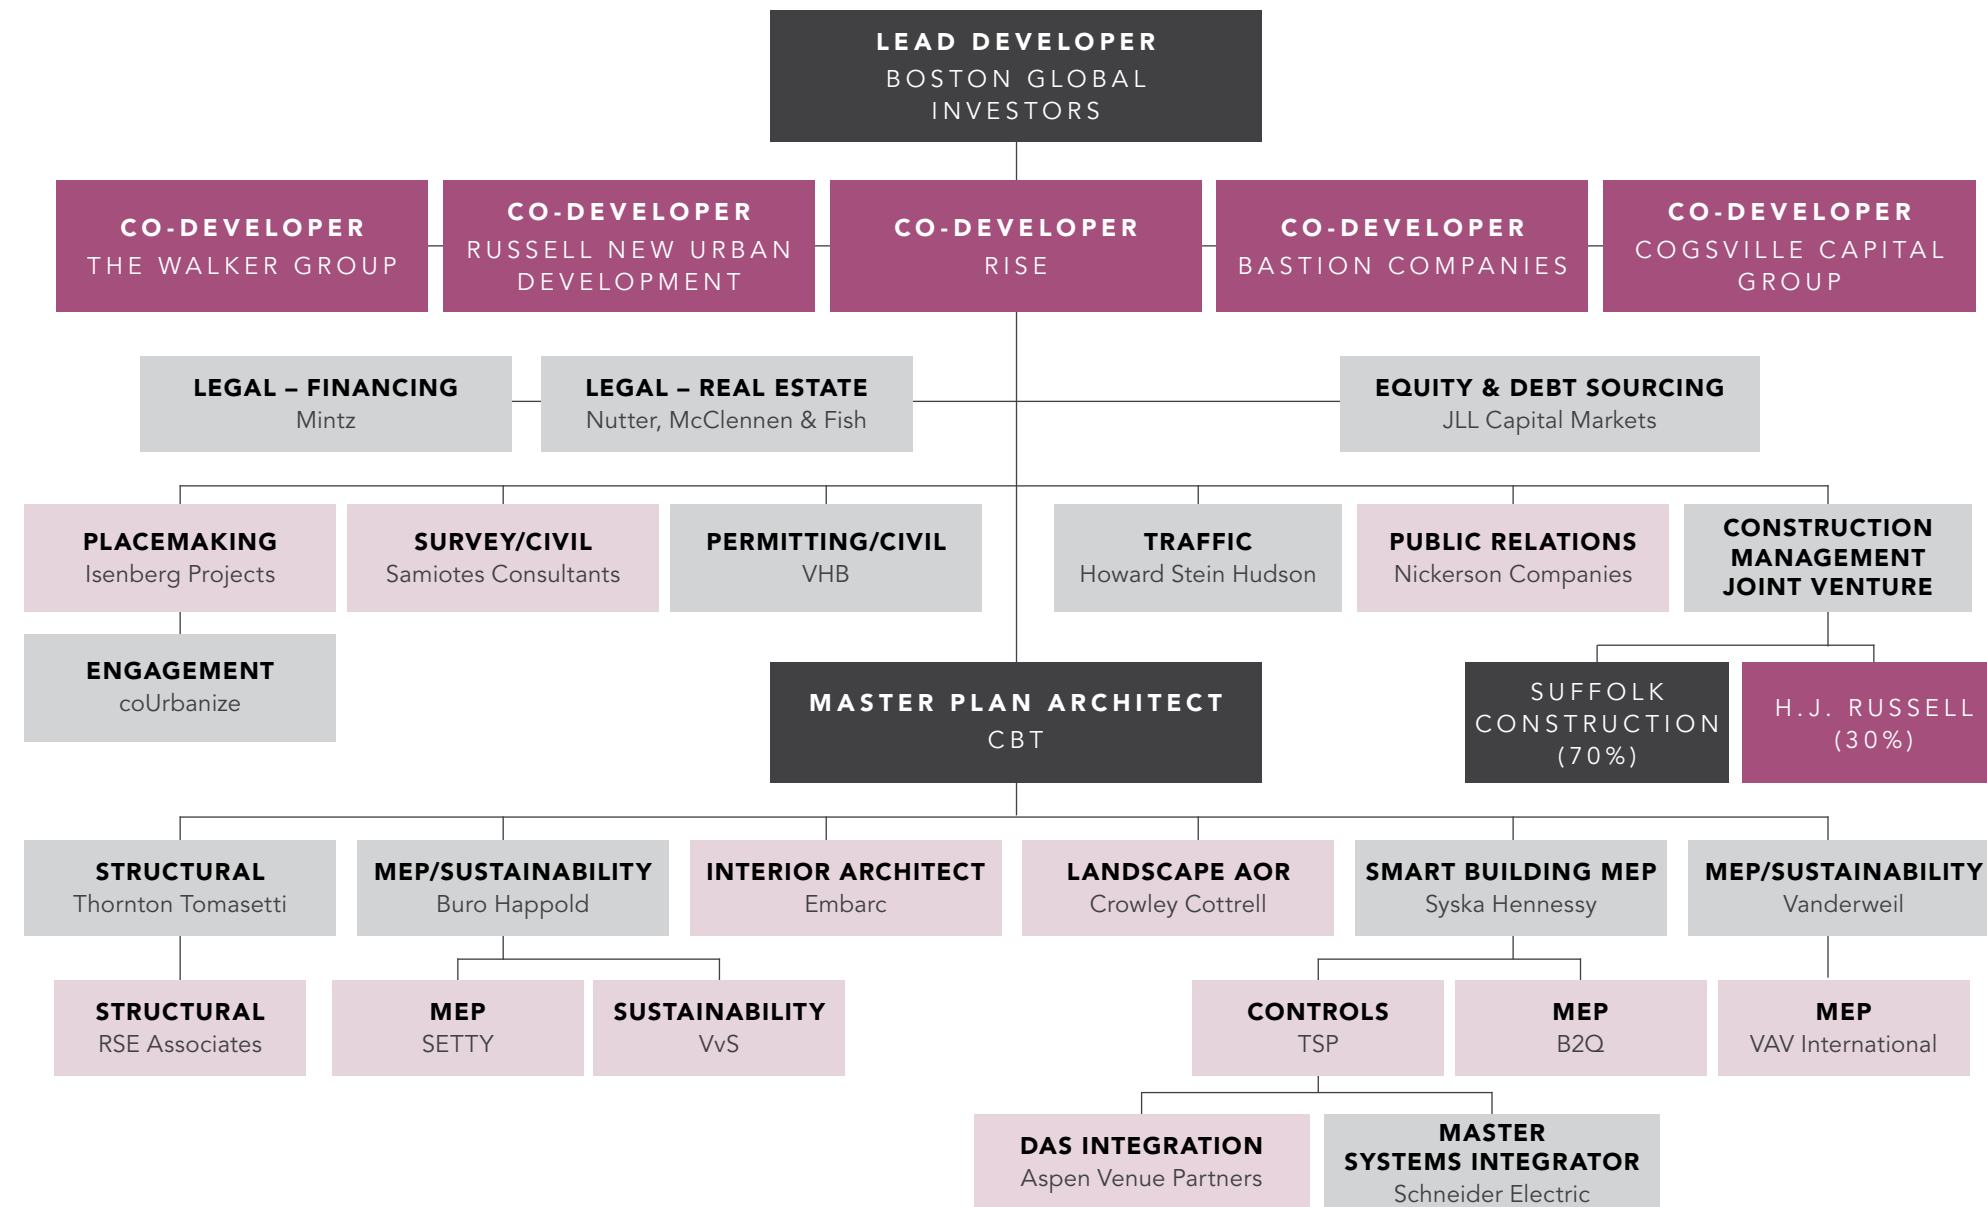 LEAD DEVELOPER
BOSTON GLOBAL
INVESTORS
CO-DEVELOPER
THE WALKER GROUP
CO-DEVELOPER
RUSSELL NEW URBAN
DEVELOPMENT
CO-DEVELOPER
RISE
CO-DEVELOPER
BASTION COMPANIES
CO-DEVELOPER
COGSVILLE CAPITAL
GROUP
LEGAL – FINANCING
Mintz
LEGAL – REAL ESTATE
Nutter, McClennen & Fish
EQUITY & DEBT SOURCING
JLL Capital Markets
PLACEMAKING
Isenberg Projects
SURVEY/CIVIL
Samiotes Consultants
PERMITTING/CIVIL
VHB
TRAFFIC
Howard Stein Hudson
PUBLIC RELATIONS
Nickerson Companies
CONSTRUCTION
MANAGEMENT
JOINT VENTURE
ENGAGEMENT
coUrbanize
MASTER PLAN ARCHITECT
CBT
SUFFOLK
CONSTRUCTION
(70%)
H.J. RUSSELL
(30%)
STRUCTURAL
Thornton Tomasetti
MEP/SUSTAINABILITY
Buro Happold
INTERIOR ARCHITECT
Embarc
LANDSCAPE AOR
Crowley Cottrell
SMART BUILDING MEP
Syska Hennessy
MEP/SUSTAINABILITY
Vanderweil
STRUCTURAL
RSE Associates
MEP
SETTY
SUSTAINABILITY
VvS
CONTROLS
TSP
MEP
B2Q
MEP
VAV International
DAS INTEGRATION
Aspen Venue Partners
MASTER
SYSTEMS INTEGRATOR
Schneider Electric